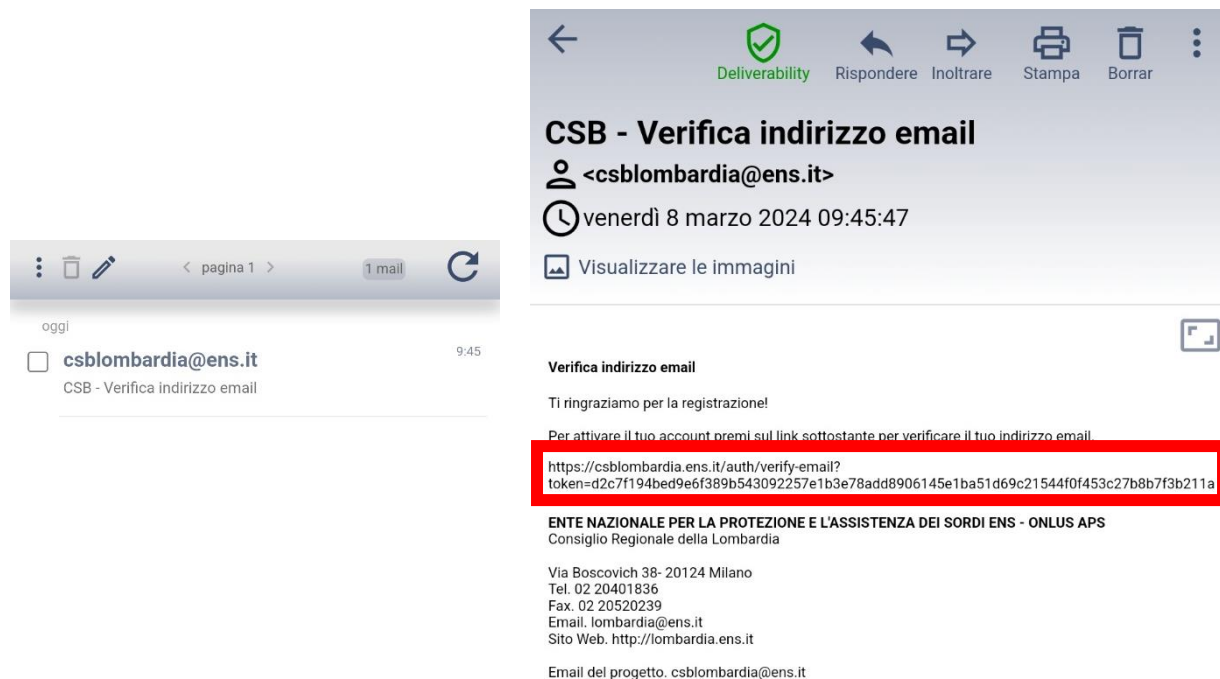 pagina 1
1 mail
oggi
csblombardia@ens.it
9:45
CSB - Verifica indirizzo email
Deliverability
Rispondere
Inoltrare
Stampa
Borrar
CSB - Verifica indirizzo email
<csblombardia@ens.it>
venerdì 8 marzo 2024 09:45:47
Visualizzare le immagini
Verifica indirizzo email
Ti ringraziamo per la registrazione!
Per attivare il tuo account premi sul link sottostante per verificare il tuo indirizzo email.
https://csblombardia.ens.it/auth/verify-email?
token=d2c7f194bed9e6f389b543092257e1b3e78add8906145e1ba51d69c21544f0f453c27b8b7f3b211a
ENTE NAZIONALE PER LA PROTEZIONE E L'ASSISTENZA DEI SORDI ENS - ONLUS APS
Consiglio Regionale della Lombardia
Via Boscovich 38- 20124 Milano
Tel. 02 20401836
Fax. 02 20520239
Email. lombardia@ens.it
Sito Web. http://lombardia.ens.it
Email del progetto. csblombardia@ens.it